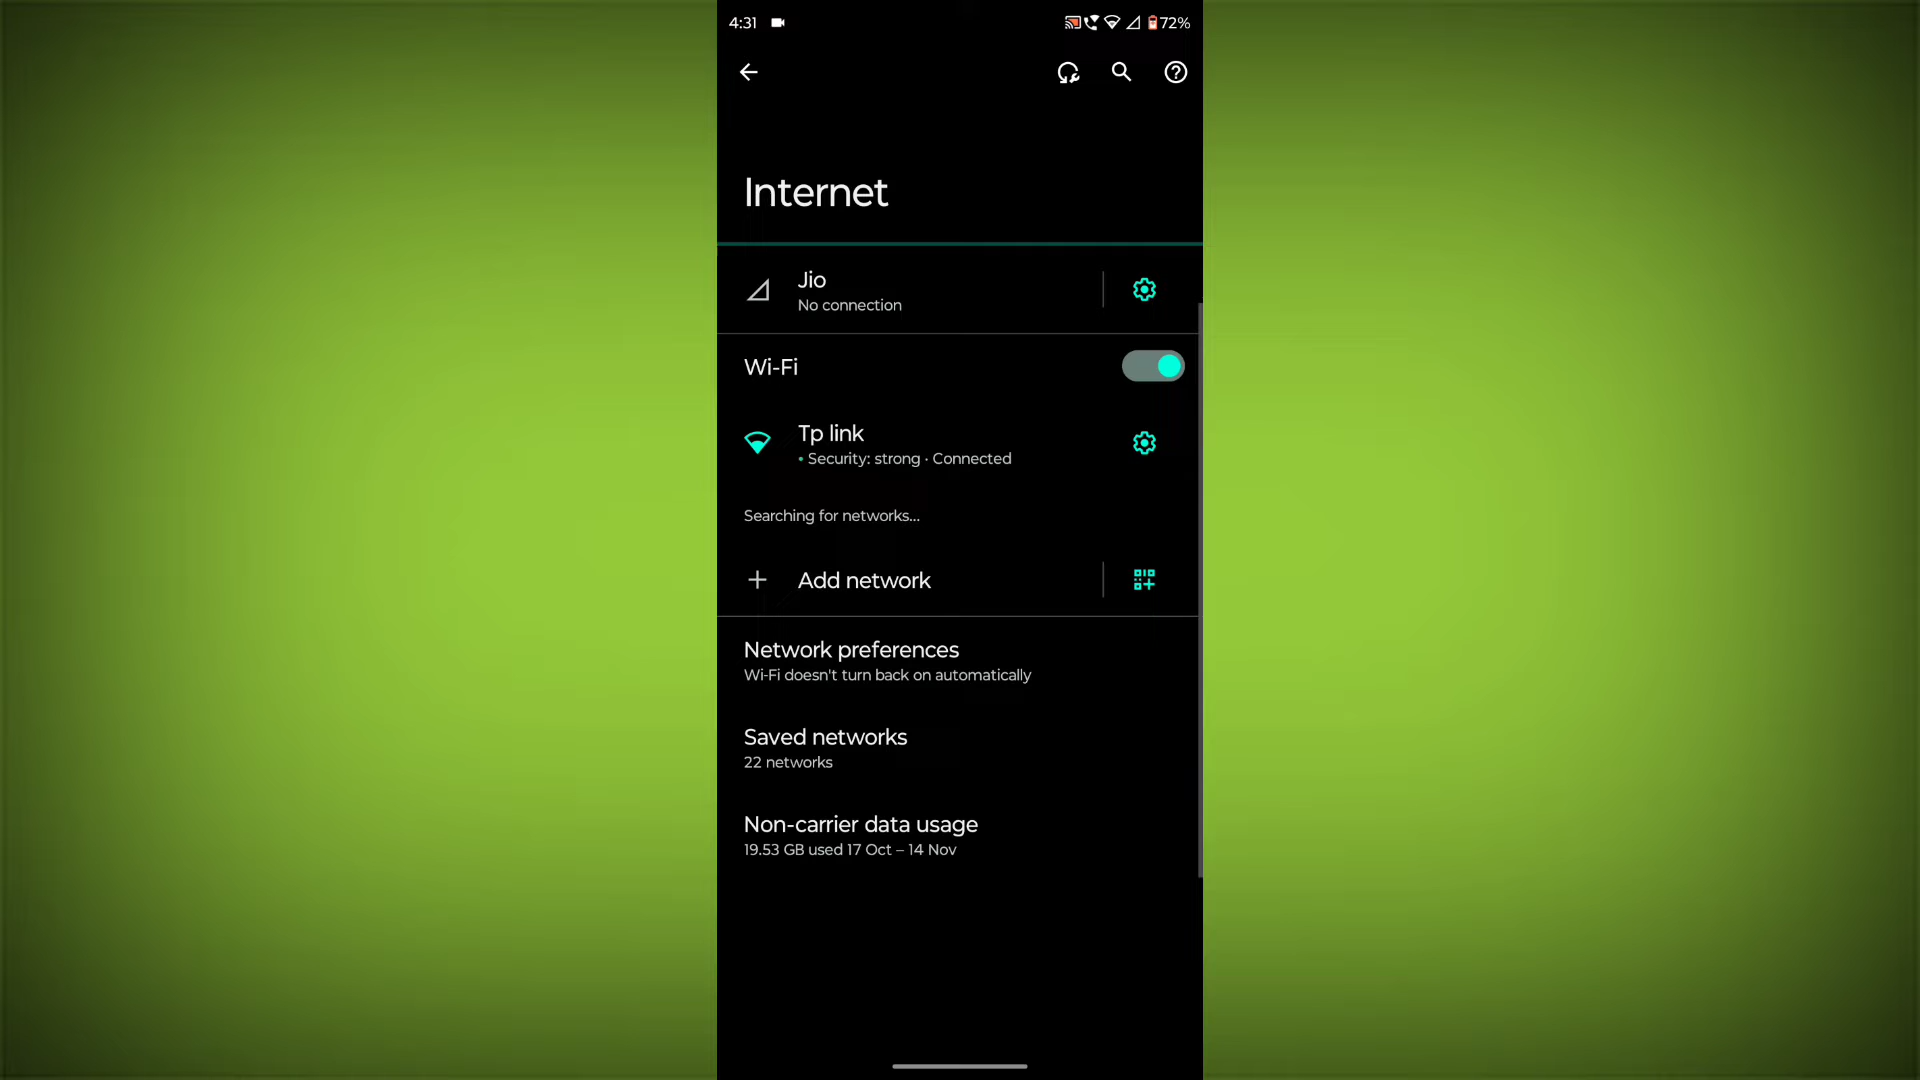 4:31
72%
Internet
Jio
No connection
Wi-Fi
Tp link
• Security: strong · Connected
Searching for networks...
Add network
Network preferences
Wi-Fi doesn't turn back on automatically
Saved networks
22 networks
Non-carrier data usage
19.53 GB used 17 Oct – 14 Nov